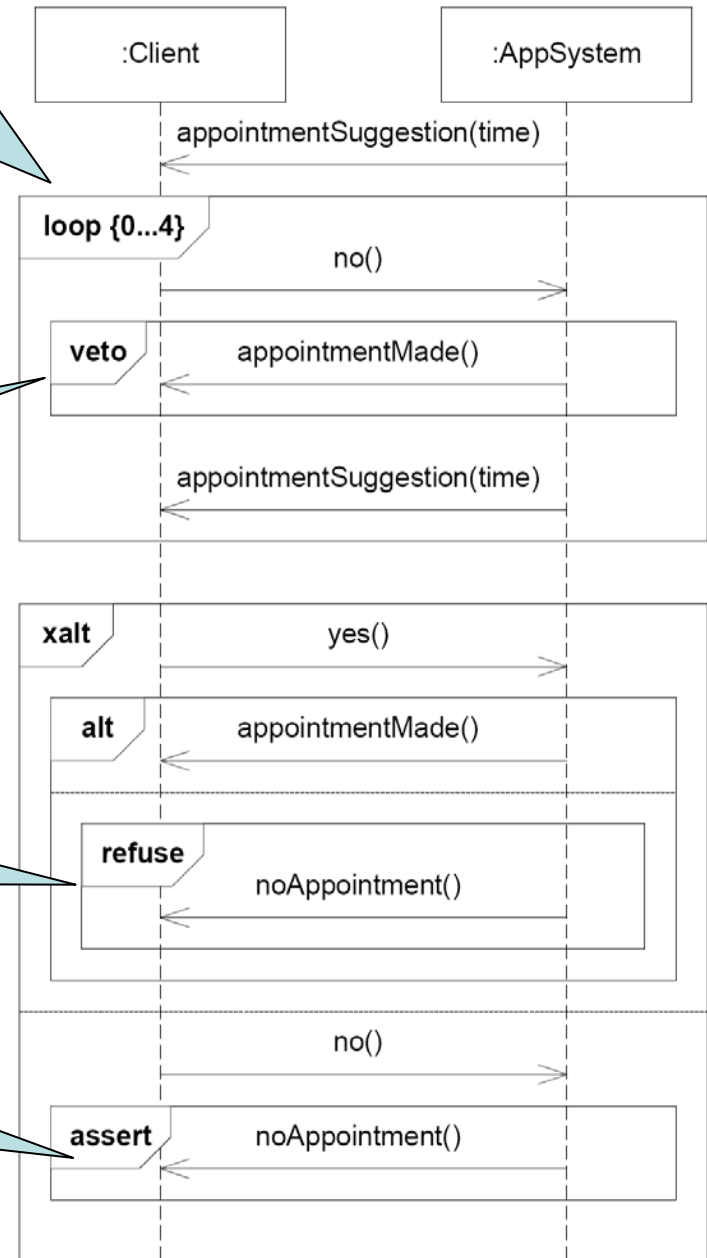 :Client :AppSystem
appointmentSuggestion(time)
loop {0...4}
no()
veto appointmentMade()
appointmentSuggestion(time)
xalt yes()
alt appointmentMade()
refuse
noAppointment()
no()
assert noAppointment()